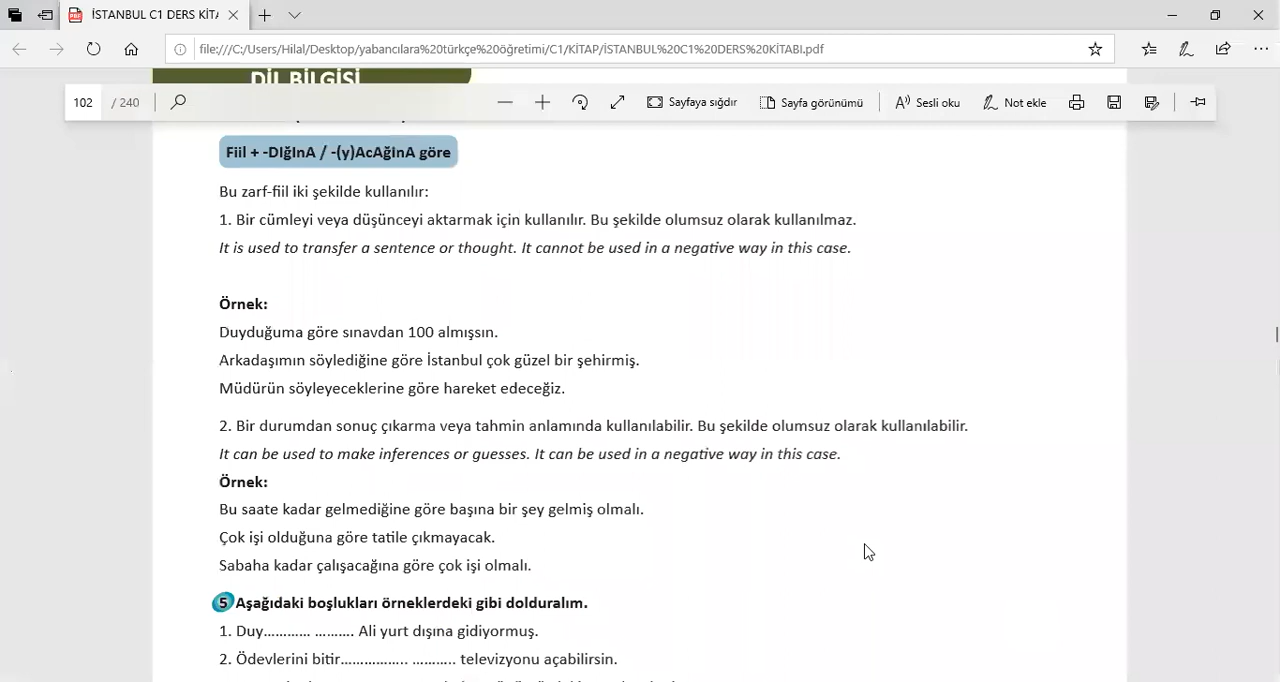 İSTANBUL C1 DERS KİTA
file:///C:/Users/Hilal/Desktop/yabancılara%20türkçe%20öğretimi/C1/KİTAP/İSTANBUL%20C1%20DERS%20KİTABI.pdf
DİL BİLGİSİ
102 / 240 Sayfaya sığdır Sayfa görünümü Sesli oku Not ekle
Fiil + -DIğInA / -(y)AcAğInA göre
Bu zarf-fiil iki şekilde kullanılır:
1. Bir cümleyi veya düşünceyi aktarmak için kullanılır. Bu şekilde olumsuz olarak kullanılmaz.
It is used to transfer a sentence or thought. It cannot be used in a negative way in this case.
Örnek:
Duyduğuma göre sınavdan 100 almışsın.
Arkadaşımın söylediğine göre İstanbul çok güzel bir şehirmiş.
Müdürün söyleyeceklerine göre hareket edeceğiz.
2. Bir durumdan sonuç çıkarma veya tahmin anlamında kullanılabilir. Bu şekilde olumsuz olarak kullanılabilir.
It can be used to make inferences or guesses. It can be used in a negative way in this case.
Örnek:
Bu saate kadar gelmediğine göre başına bir şey gelmiş olmalı.
Çok işi olduğuna göre tatile çıkmayacak.
Sabaha kadar çalışacağına göre çok işi olmalı.
5 Aşağıdaki boşlukları örneklerdeki gibi dolduralım.
1. Duy………… ………. Ali yurt dışına gidiyormuş.
2. Ödevlerini bitir…………….. ……….. televizyonu açabilirsin.